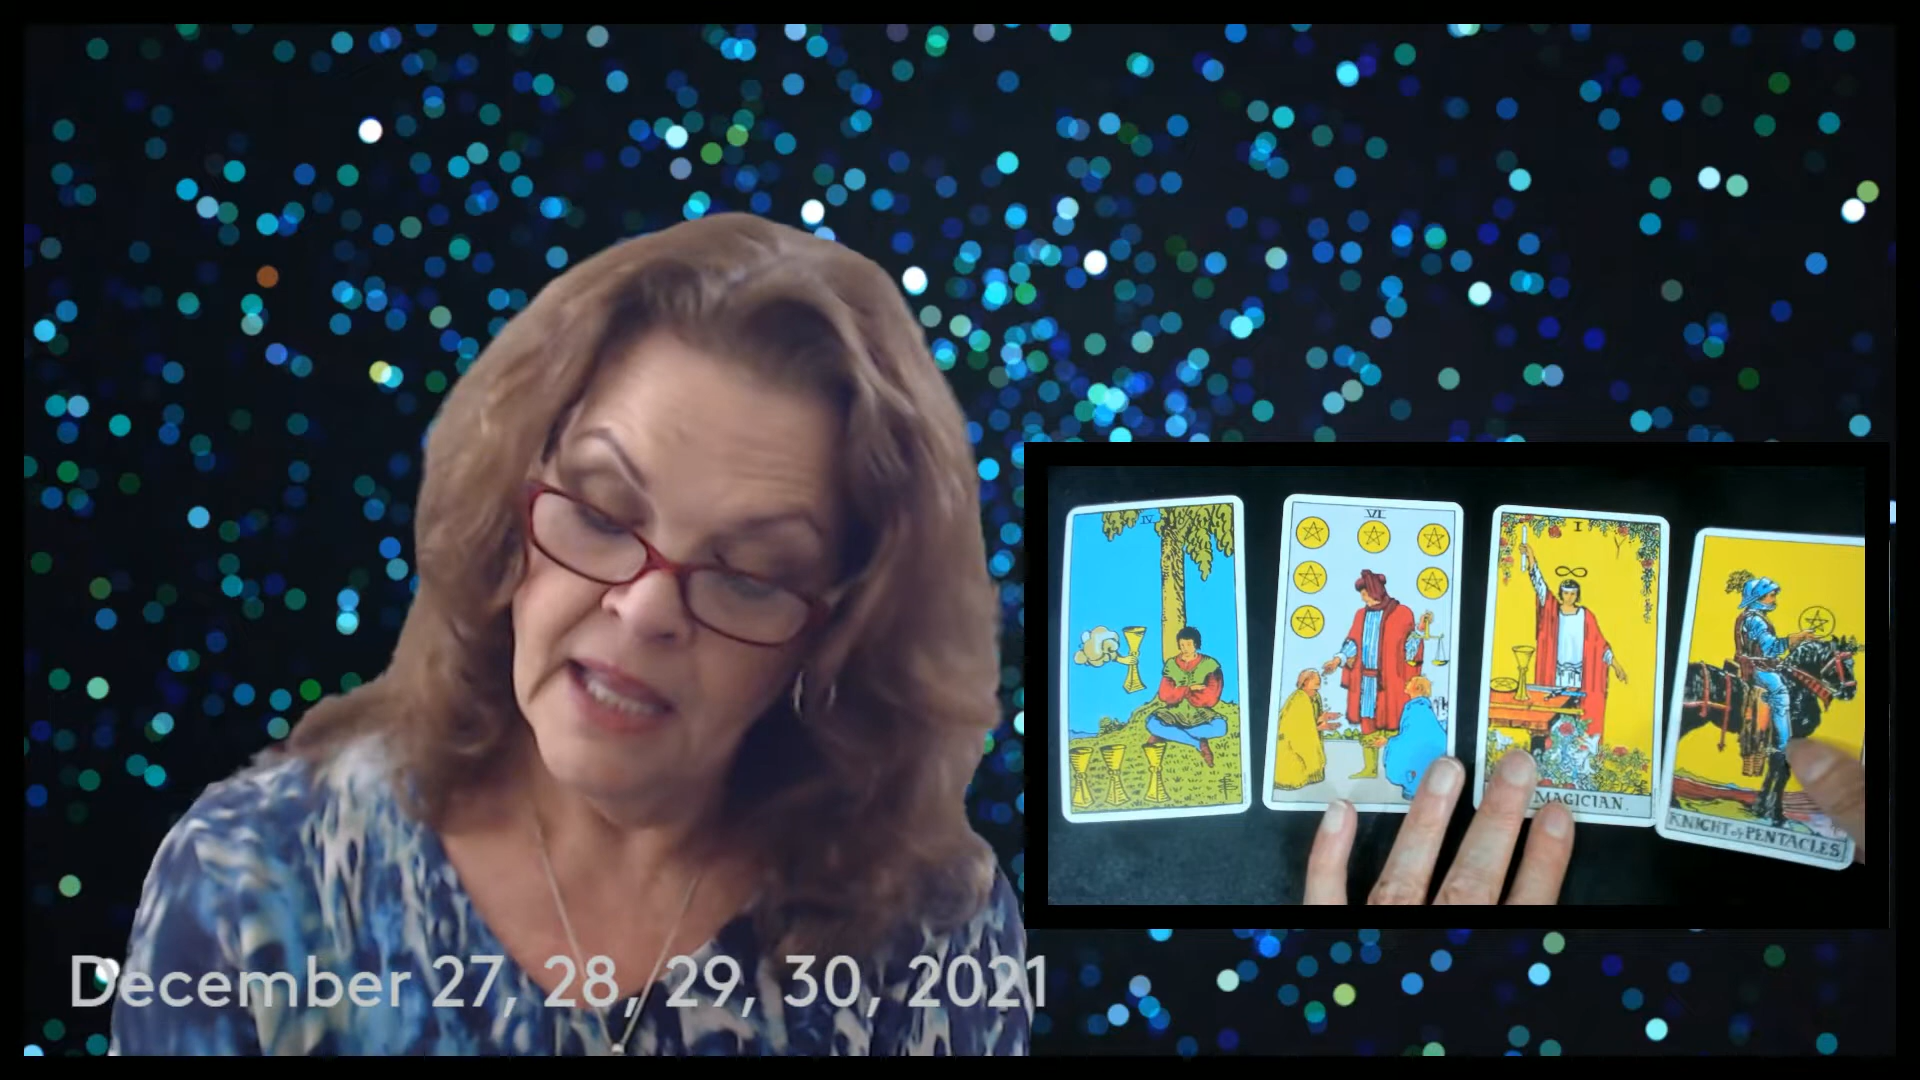 December 27, 28, 29, 30, 2021
IV
VI
I
MAGICIAN.
KNIGHT of PENTACLES.